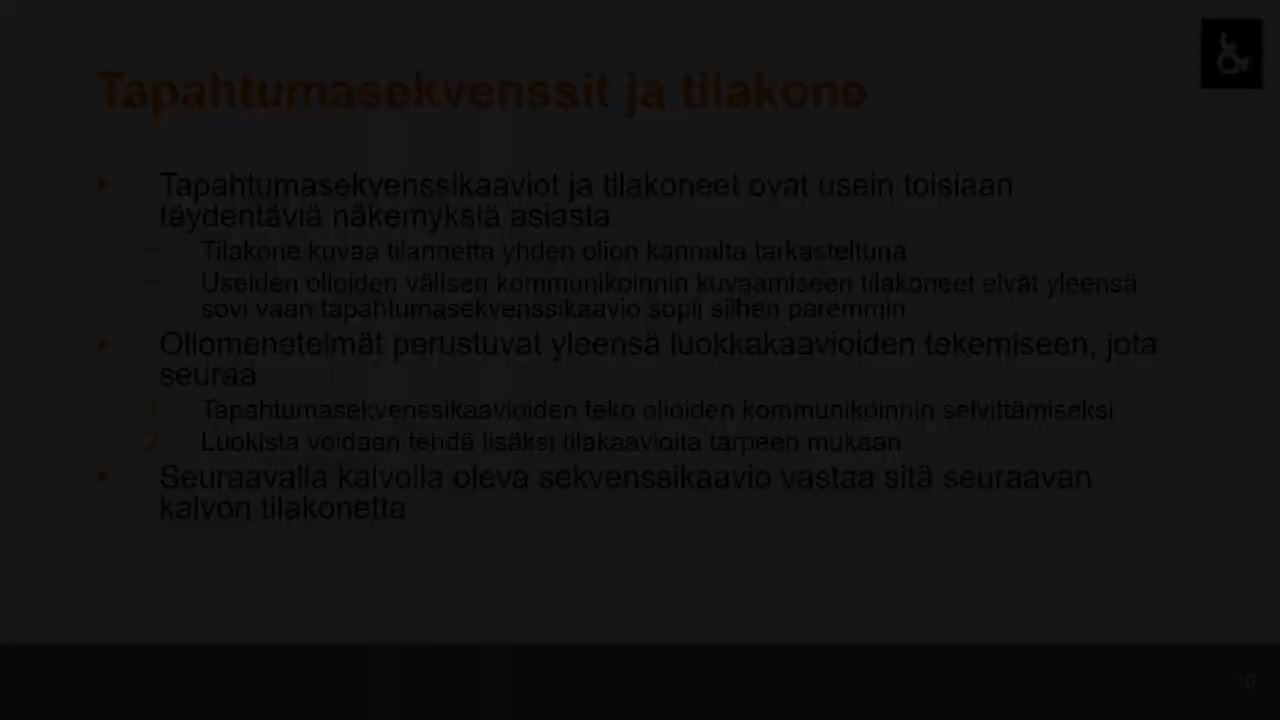 Tapahtumasekvenssit ja tilakone
• Tapahtumasekvenssikaaviot ja tilakoneet ovat usein toisiaan
täydentäviä näkemyksiä asiasta
– Tilakone kuvaa tilannetta yhden olion kannalta tarkasteltuna
– Useiden olioiden välisen kommunikoinnin kuvaamiseen tilakoneet eivät yleensä
sovi vaan tapahtumasekvenssikaavio sopii siihen paremmin
• Oliomenetelmät perustuvat yleensä luokkakaavioiden tekemiseen, jota
seuraa
1. Tapahtumasekvenssikaavioiden teko olioiden kommunikoinnin selvittämiseksi
2. Luokista voidaan tehdä lisäksi tilakaavioita tarpeen mukaan
• Seuraavalla kalvolla oleva sekvenssikaavio vastaa sitä seuraavan
kalvon tilakonetta